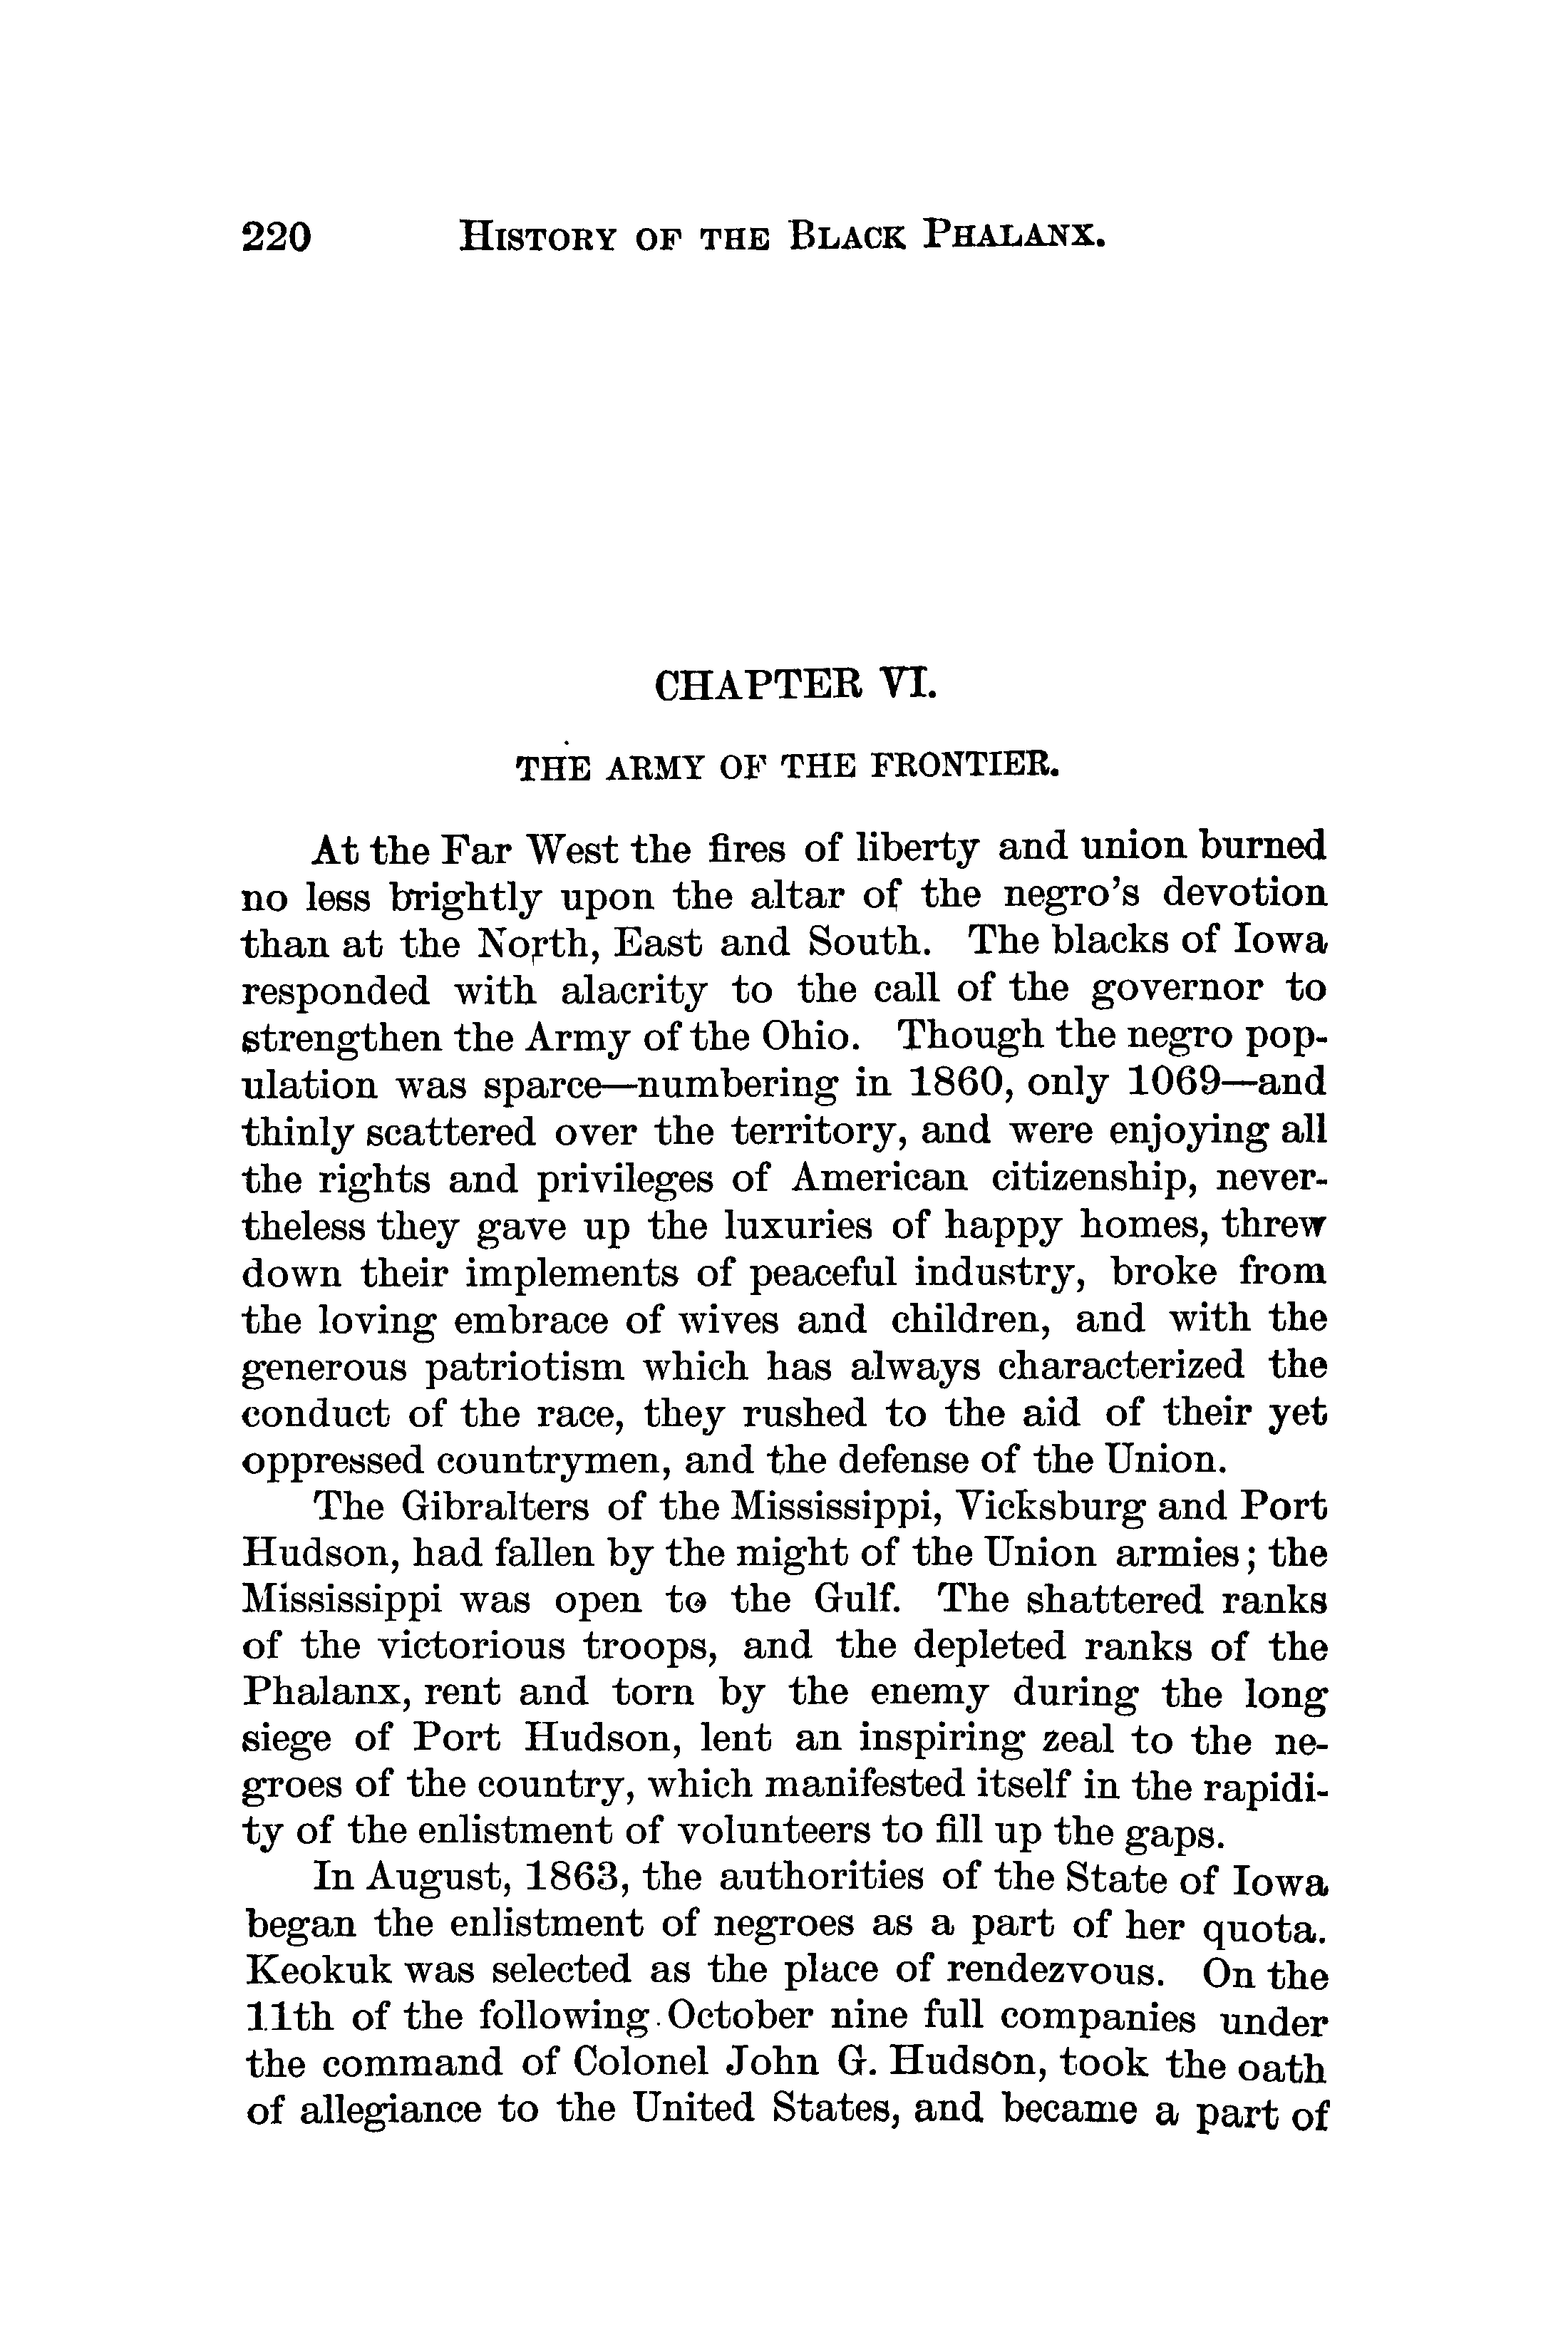 220 HISTORY OF THE BLACK PHALANX.
CHAPTER VI.
THE ARMY OF THE FRONTIER.
At the Far West the fires of liberty and union burned
no less brightly upon the altar of the negro's devotion
than at the North, East and South. The blacks of Iowa
responded with alacrity to the call of the governor to
strengthen the Army of the Ohio. Though the negro pop-
ulation was sparce—numbering in 1860, only 1069—and
thinly scattered over the territory, and were enjoying all
the rights and privileges of American citizenship, never-
theless they gave up the luxuries of happy homes, threw
down their implements of peaceful industry, broke from
the loving embrace of wives and children, and with the
generous patriotism which has always characterized the
conduct of the race, they rushed to the aid of their yet
oppressed countrymen, and the defense of the Union.
The Gibralters of the Mississippi, Vicksburg and Port
Hudson, had fallen by the might of the Union armies; the
Mississippi was open to the Gulf. The shattered ranks
of the victorious troops, and the depleted ranks of the
Phalanx, rent and torn by the enemy during the long
siege of Port Hudson, lent an inspiring zeal to the ne-
groes of the country, which manifested itself in the rapidi-
ty of the enlistment of volunteers to fill up the gaps.
In August, 1863, the authorities of the State of Iowa
began the enlistment of negroes as a part of her quota.
Keokuk was selected as the place of rendezvous. On the
11th of the following October nine full companies under
the command of Colonel John G. Hudson, took the oath
of allegiance to the United States, and became a part of